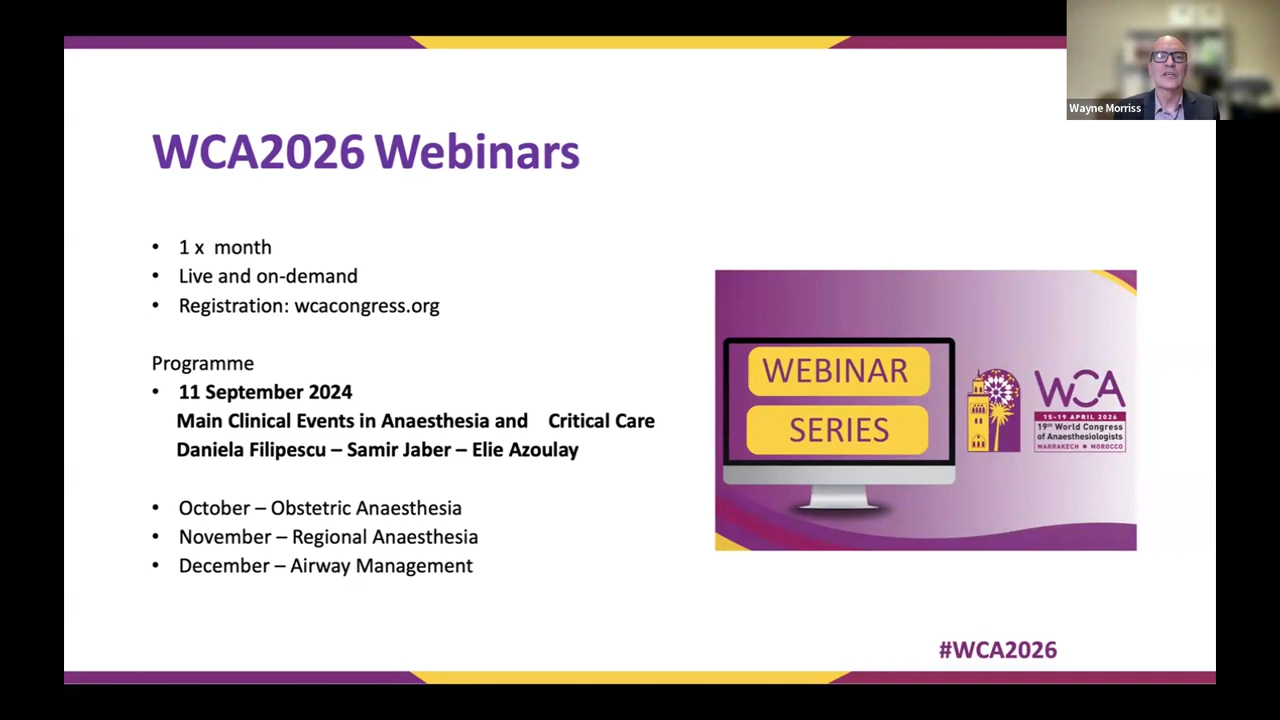 Wayne Morriss
WCA2026 Webinars
• 1 x month
• Live and on-demand
• Registration: wcacongress.org
Programme
• 11 September 2024
Main Clinical Events in Anaesthesia and Critical Care
Daniela Filipescu – Samir Jaber – Elie Azoulay
• October – Obstetric Anaesthesia
• November – Regional Anaesthesia
• December – Airway Management
WEBINAR
SERIES
WCA
15-19 APRIL 2026
19th World Congress
of Anaesthesiologists
MARRAKECH ★ MOROCCO
#WCA2026